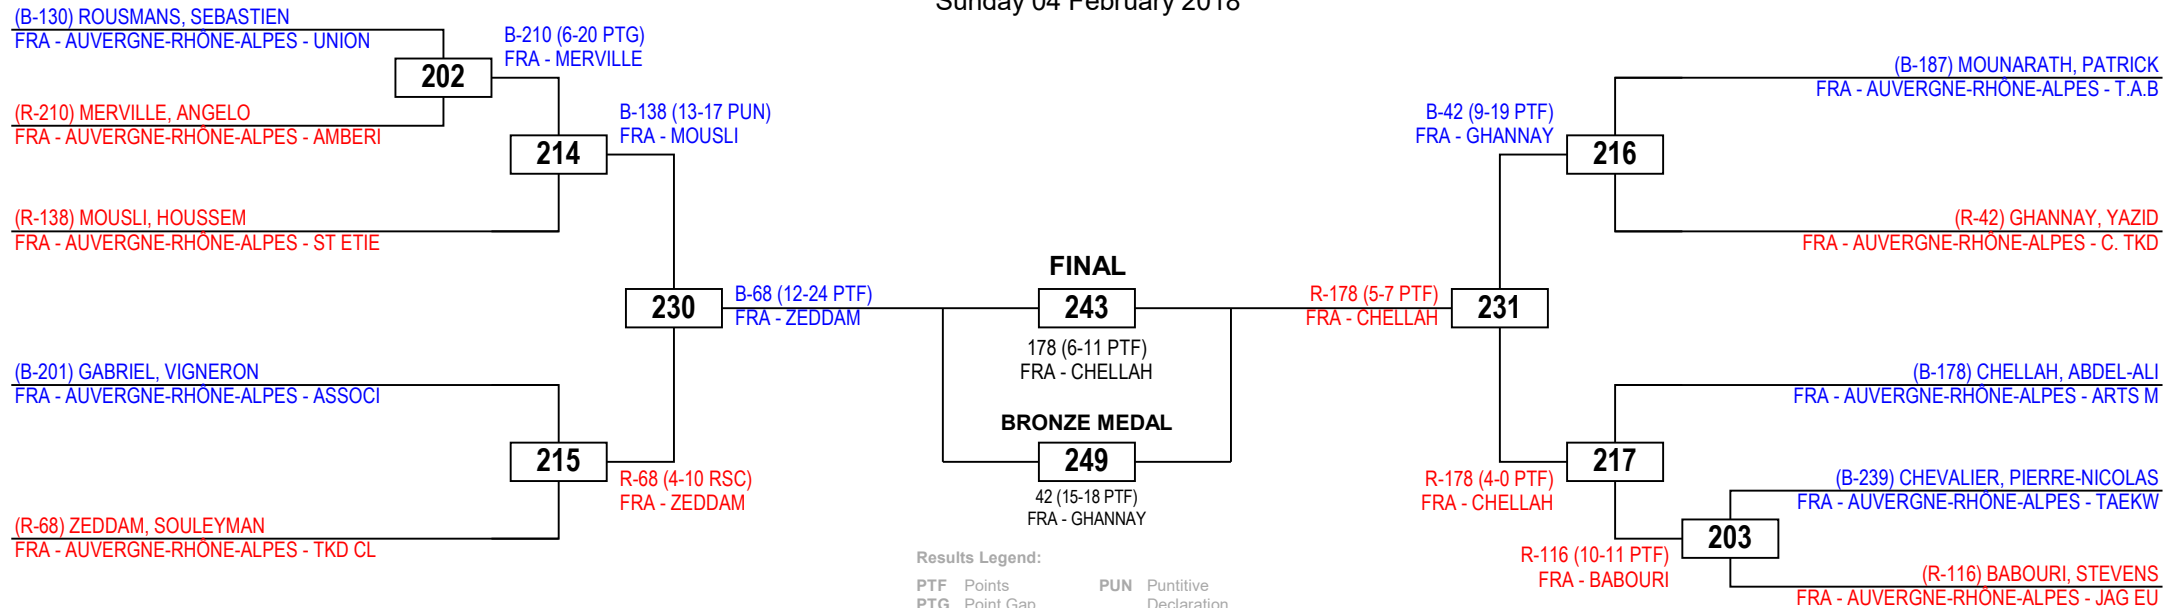 Sunday 04 February 2018
(B-130) ROUSMANS, SEBASTIEN
FRA - AUVERGNE-RHÔNE-ALPES - UNION
(R-210) MERVILLE, ANGELO
FRA - AUVERGNE-RHÔNE-ALPES - AMBERI
202
B-210 (6-20 PTG)
FRA - MERVILLE
(R-138) MOUSLI, HOUSSEM
FRA - AUVERGNE-RHÔNE-ALPES - ST ETIE
214
B-138 (13-17 PUN)
FRA - MOUSLI
(B-201) GABRIEL, VIGNERON
FRA - AUVERGNE-RHÔNE-ALPES - ASSOCI
(R-68) ZEDDAM, SOULEYMAN
FRA - AUVERGNE-RHÔNE-ALPES - TKD CL
215
R-68 (4-10 RSC)
FRA - ZEDDAM
230
B-68 (12-24 PTF)
FRA - ZEDDAM
FINAL
243
178 (6-11 PTF)
FRA - CHELLAH
BRONZE MEDAL
249
42 (15-18 PTF)
FRA - GHANNAY
R-178 (5-7 PTF)
FRA - CHELLAH
231
B-42 (9-19 PTF)
FRA - GHANNAY
216
(B-187) MOUNARATH, PATRICK
FRA - AUVERGNE-RHÔNE-ALPES - T.A.B
(R-42) GHANNAY, YAZID
FRA - AUVERGNE-RHÔNE-ALPES - C. TKD
R-178 (4-0 PTF)
FRA - CHELLAH
217
(B-178) CHELLAH, ABDEL-ALI
FRA - AUVERGNE-RHÔNE-ALPES - ARTS M
R-116 (10-11 PTF)
FRA - BABOURI
203
(B-239) CHEVALIER, PIERRE-NICOLAS
FRA - AUVERGNE-RHÔNE-ALPES - TAEKW
(R-116) BABOURI, STEVENS
FRA - AUVERGNE-RHÔNE-ALPES - JAG EU
Results Legend:
PTF Points PUN Puntitive
PTG Point Gap Declaration